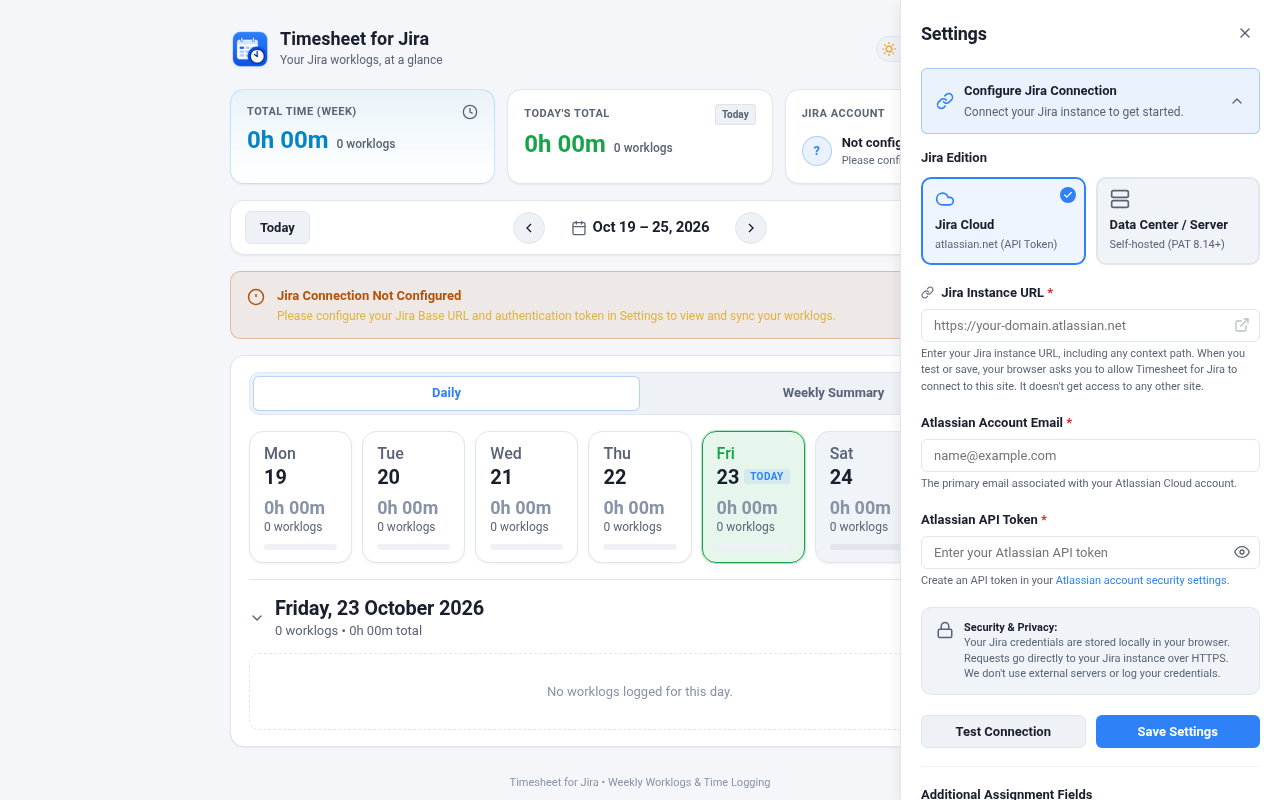 Timesheet for Jira
Your Jira worklogs, at a glance
TOTAL TIME (WEEK)
0h 00m 0 worklogs
TODAY'S TOTAL
Today
0h 00m 0 worklogs
JIRA ACCOUNT
?
Not
Please
Today
Oct 19 – 25, 2026
Jira Connection Not Configured
Please configure your Jira Base URL and authentication token in Settings to view and sync your worklogs.
Daily
Weekly Summary
Mon
19
0h 00m
0 worklogs
Tue
20
0h 00m
0 worklogs
Wed
21
0h 00m
0 worklogs
Thu
22
0h 00m
0 worklogs
Fri
23 TODAY
0h 00m
0 worklogs
Sat
24
0h 00m
0 worklogs
Friday, 23 October 2026
0 worklogs • 0h 00m total
No worklogs logged for this day.
Timesheet for Jira • Weekly Worklogs & Time Logging
Settings
Configure Jira Connection
Connect your Jira instance to get started.
Jira Edition
Jira Cloud
atlassian.net (API Token)
Data Center / Server
Self-hosted (PAT 8.14+)
Jira Instance URL *
https://your-domain.atlassian.net
Enter your Jira instance URL, including any context path. When you
test or save, your browser asks you to allow Timesheet for Jira to
connect to this site. It doesn't get access to any other site.
Atlassian Account Email *
name@example.com
The primary email associated with your Atlassian Cloud account.
Atlassian API Token *
Enter your Atlassian API token
Create an API token in your Atlassian account security settings.
Security & Privacy:
Your Jira credentials are stored locally in your browser.
Requests go directly to your Jira instance over HTTPS.
We don't use external servers or log your credentials.
Test Connection
Save Settings
Additional Assignment Fields